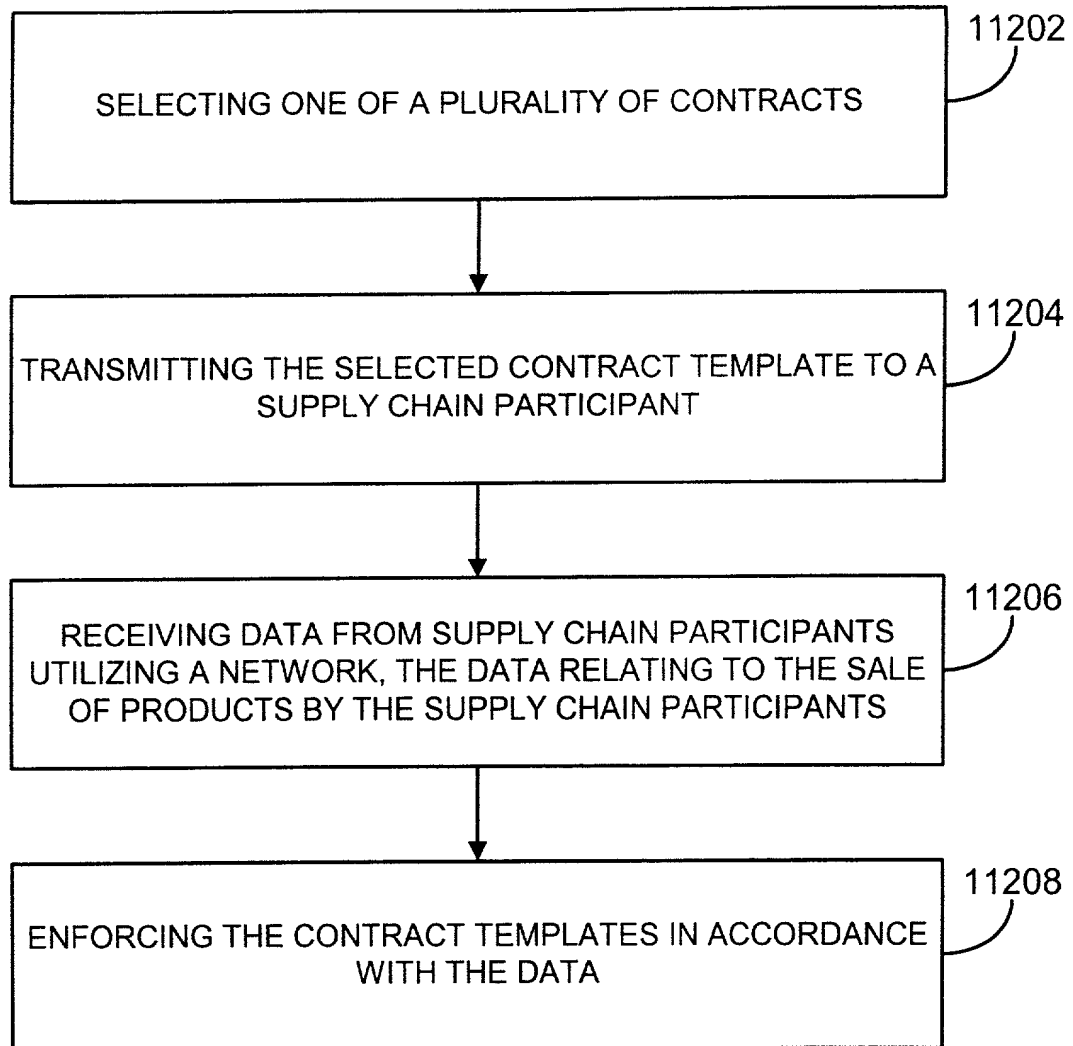 11202
SELECTING ONE OF A PLURALITY OF CONTRACTS
11204
TRANSMITTING THE SELECTED CONTRACT TEMPLATE TO A
SUPPLY CHAIN PARTICIPANT
11206
RECEIVING DATA FROM SUPPLY CHAIN PARTICIPANTS
UTILIZING A NETWORK, THE DATA RELATING TO THE SALE
OF PRODUCTS BY THE SUPPLY CHAIN PARTICIPANTS
11208
ENFORCING THE CONTRACT TEMPLATES IN ACCORDANCE
WITH THE DATA